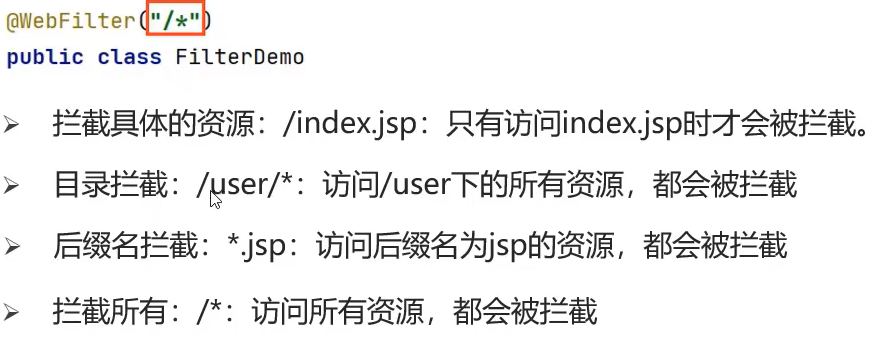 @WebFilter("/*")
public class FilterDemo
➢ 拦截具体的资源：/index.jsp：只有访问index.jsp时才会被拦截。
➢ 目录拦截：/user/*：访问/user下的所有资源，都会被拦截
➢ 后缀名拦截：*.jsp：访问后缀名为jsp的资源，都会被拦截
➢ 拦截所有：/*：访问所有资源，都会被拦截